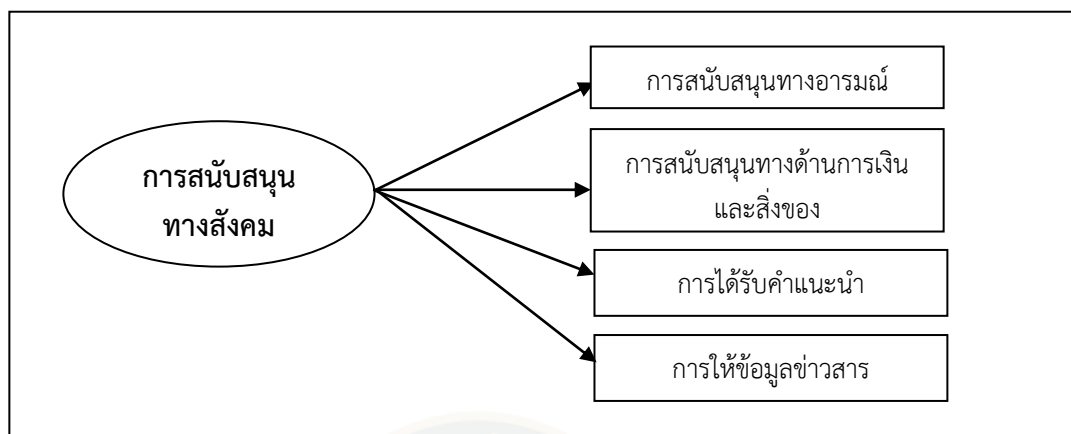 การสนับสนุนทางอารมณ์
การสนับสนุน
ทางสังคม
การสนับสนุนทางด้านการเงิน
และสิ่งของ
การได้รับคำแนะนำ
การให้ข้อมูลข่าวสาร